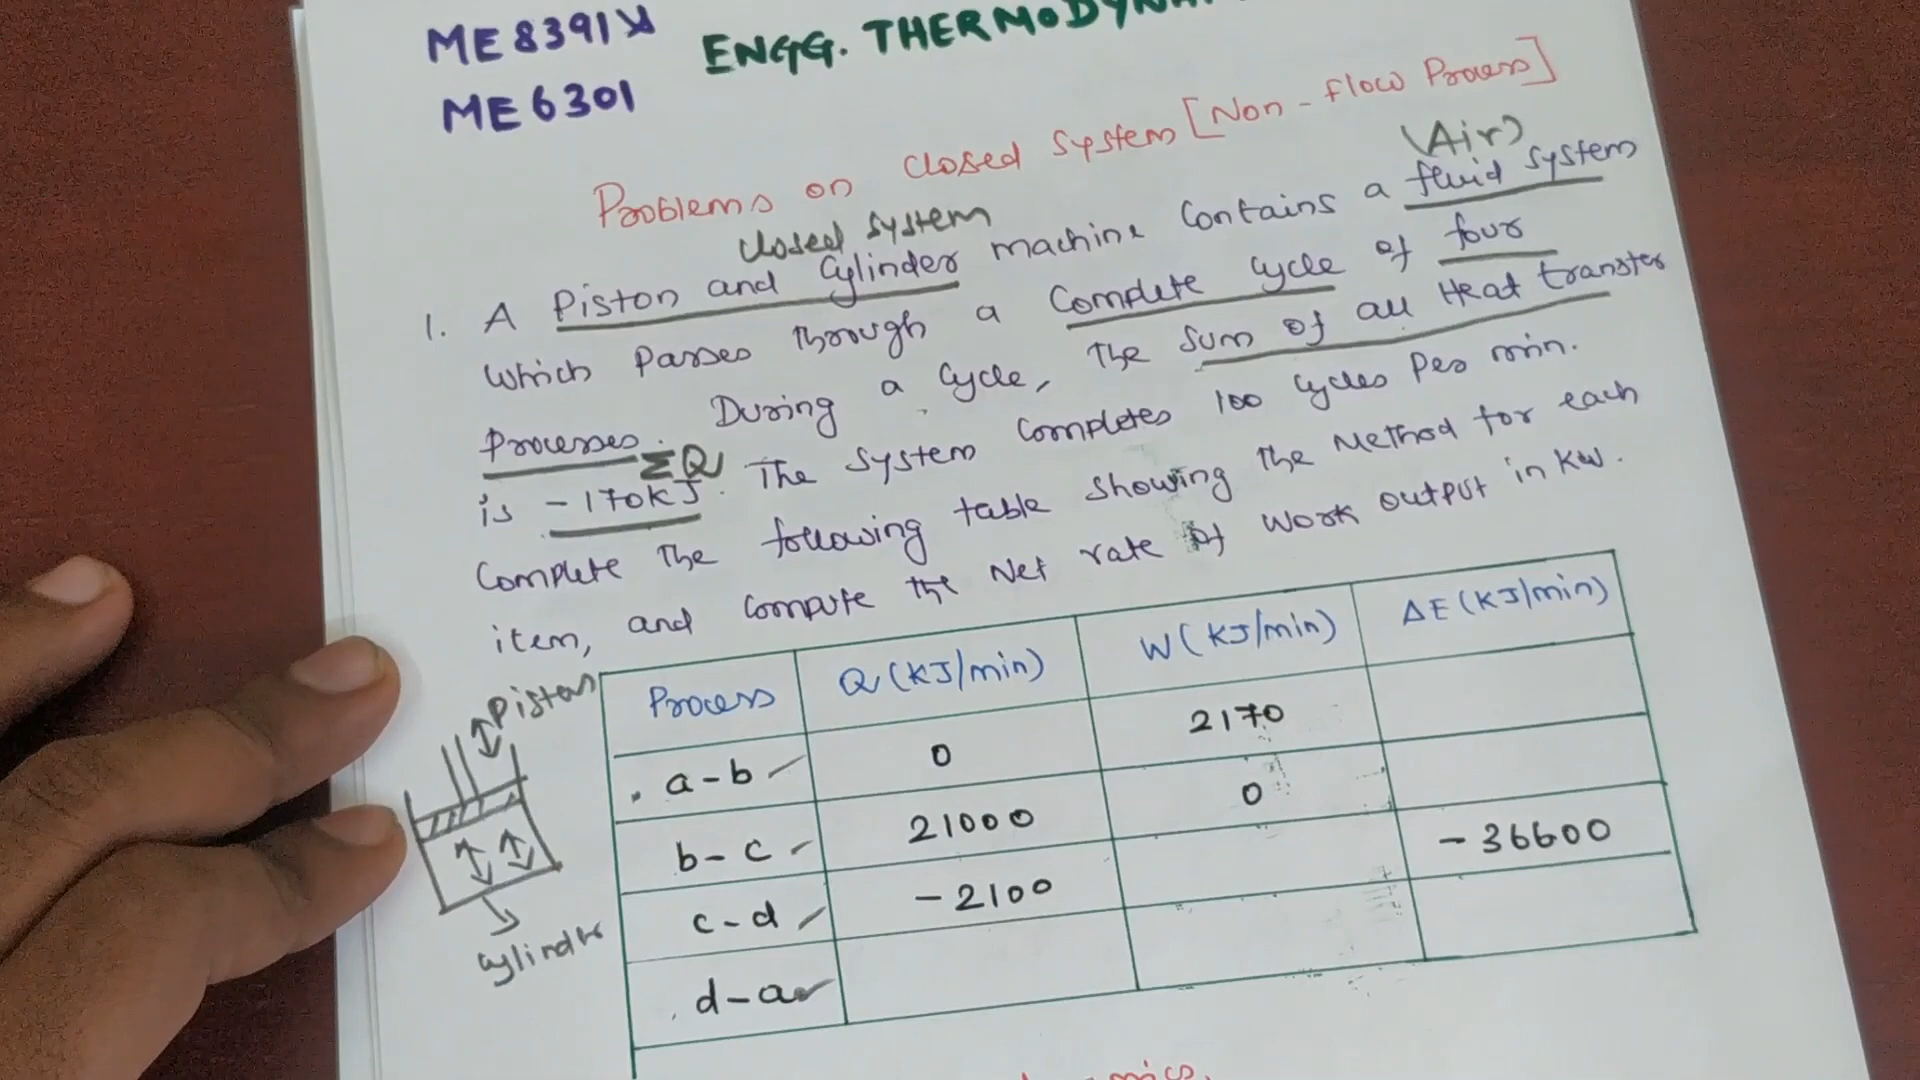 ME8391 &
ENGG. THERMODYNA
ME6301
Problems on Closed System [Non-Flow Process]
(Air)
closed system
1. A Piston and Cylinder machine Contains a fluid system
Which Passes Through a Complete Cycle of four
Processes. During a Cycle, The Sum of all Heat transfer
ΣQ
is -170KJ. The System Completes 100 Cycles Per min.
Complete The following table Showing The Method for each
item, and Compute the Net rate of Work output in KW.
Process Q (KJ/min) W (KJ/min) ΔE (KJ/min)
a-b 0 2170
b-c 21000 0
c-d -2100 -36600
d-a
Piston
Cylinder